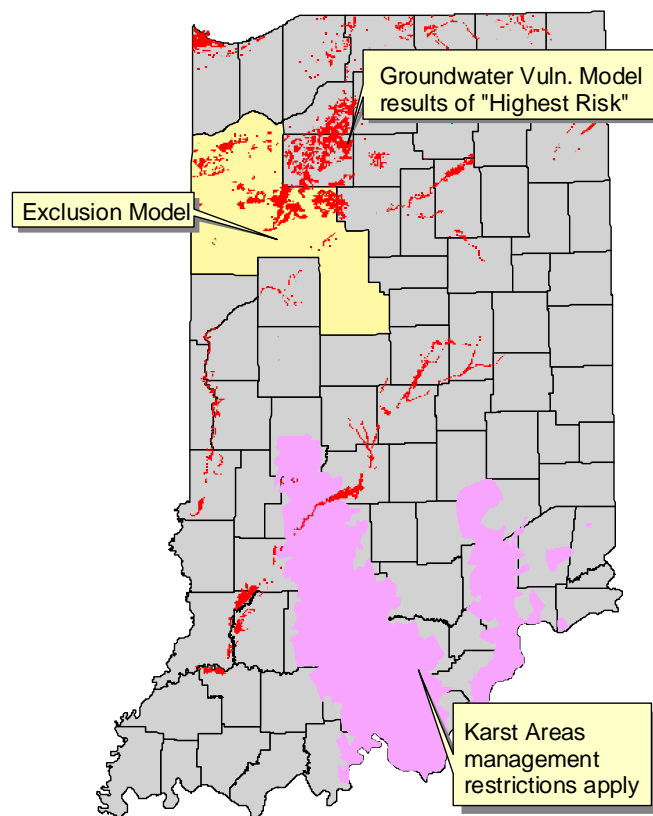 Groundwater Vuln. Model
results of "Highest Risk"
Exclusion Model
Karst Areas
management
restrictions apply